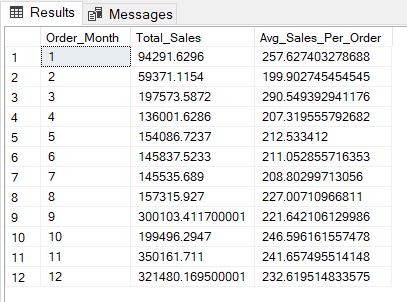 Results Messages
Order_Month Total_Sales Avg_Sales_Per_Order
1 1 94291.6296 257.627403278688
2 2 59371.1154 199.902745454545
3 3 197573.5872 290.549392941176
4 4 136001.6286 207.319555792682
5 5 154086.7237 212.533412
6 6 145837.5233 211.052855716353
7 7 145535.689 208.80299713056
8 8 157315.927 227.00710966811
9 9 300103.411700001 221.642106129986
10 10 199496.2947 246.596161557478
11 11 350161.711 241.657495514148
12 12 321480.169500001 232.619514833575